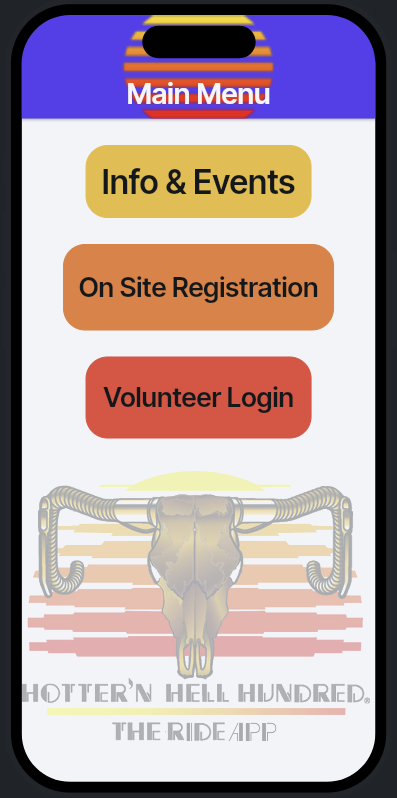 Main Menu
Info & Events
On Site Registration
Volunteer Login
HOTTER'N HELL HUNDRED®
THE RIDE APP